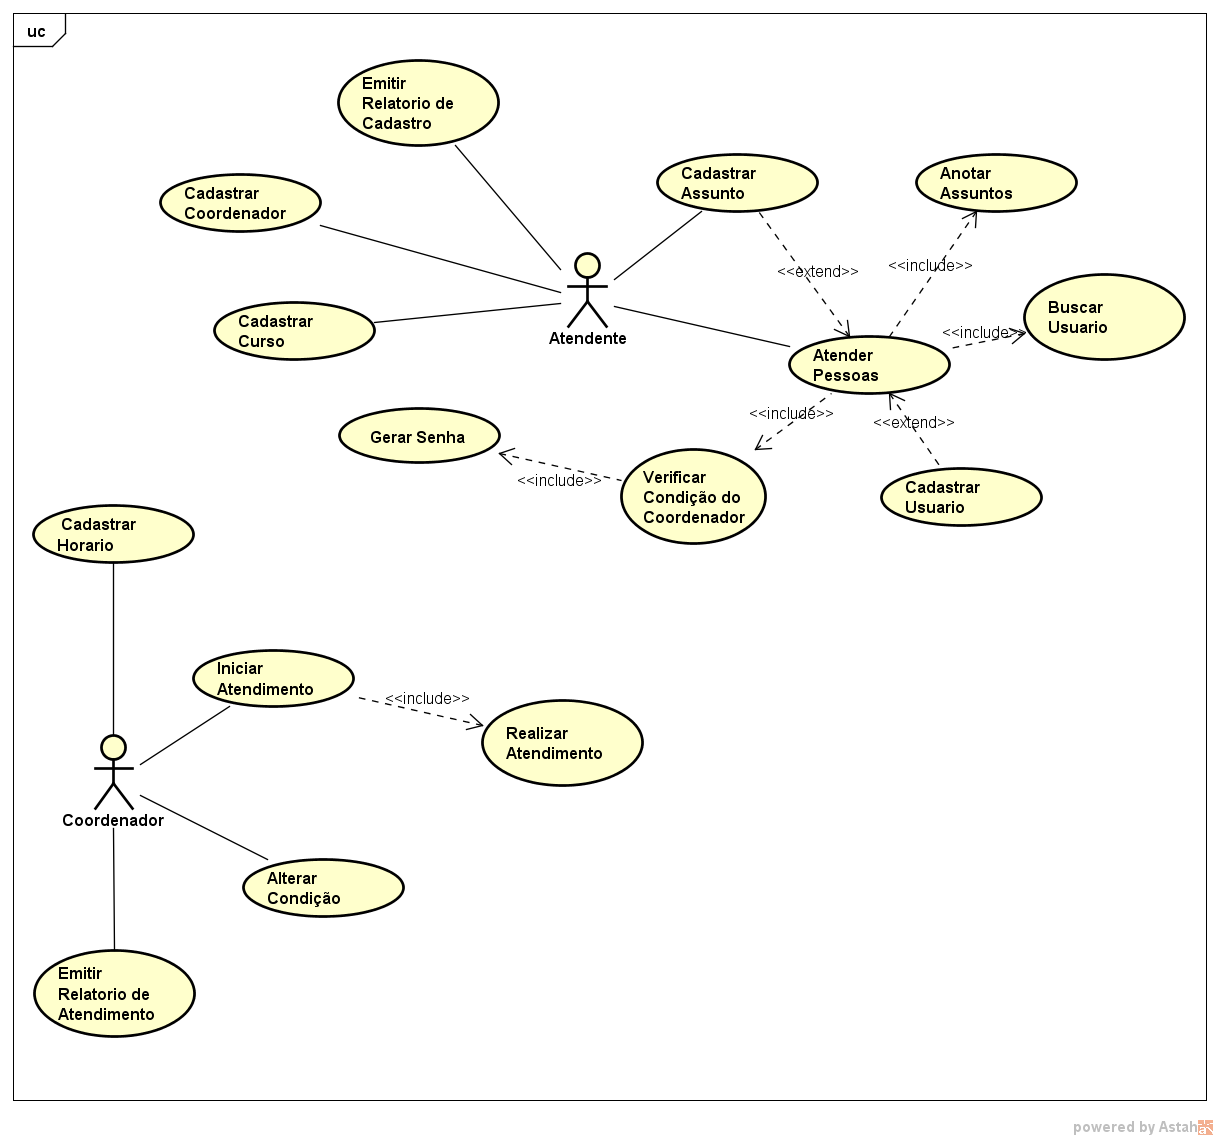 uc
Emitir
Relatorio de
Cadastro
Cadastrar
Assunto
Anotar
Assuntos
Cadastrar
Coordenador
<<extend>>
<<include>>
Cadastrar
Curso
Atendente
Buscar
Usuario
<<include>>
Atender
Pessoas
<<include>>
<<extend>>
Gerar Senha
<<include>>
Verificar
Condição do
Coordenador
Cadastrar
Usuario
Cadastrar
Horario
Iniciar
Atendimento
<<include>>
Realizar
Atendimento
Coordenador
Alterar
Condição
Emitir
Relatorio de
Atendimento
powered by Astah